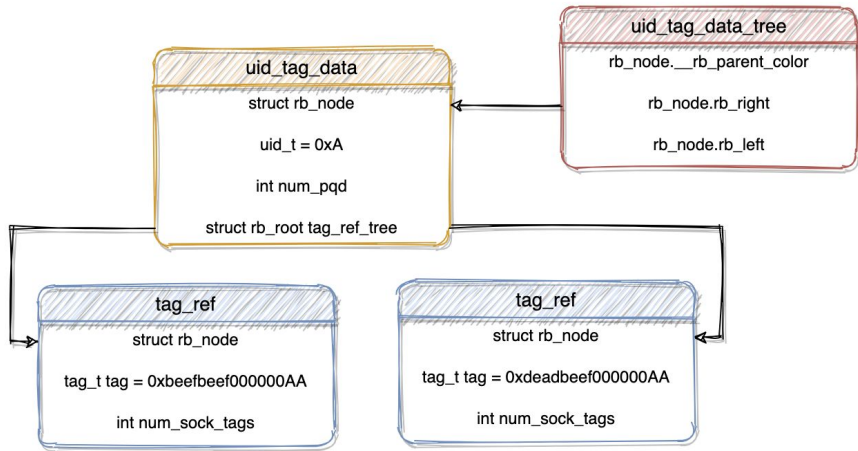 uid_tag_data_tree
rb_node.__rb_parent_color
rb_node.rb_right
rb_node.rb_left
uid_tag_data
struct rb_node
uid_t = 0xA
int num_pqd
struct rb_root tag_ref_tree
tag_ref
struct rb_node
tag_t tag = 0xbeefbeef000000AA
int num_sock_tags
tag_ref
struct rb_node
tag_t tag = 0xdeadbeef000000AA
int num_sock_tags